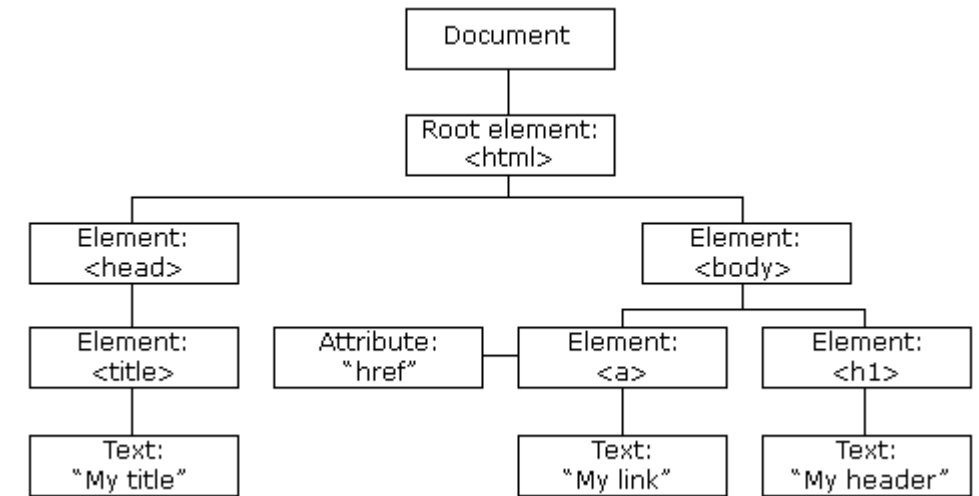 Document
Root element:
<html>
Element:
<head>
Element:
<body>
Element:
<title>
Attribute:
“href”
Element:
<a>
Element:
<h1>
Text:
“My title”
Text:
“My link”
Text:
“My header”